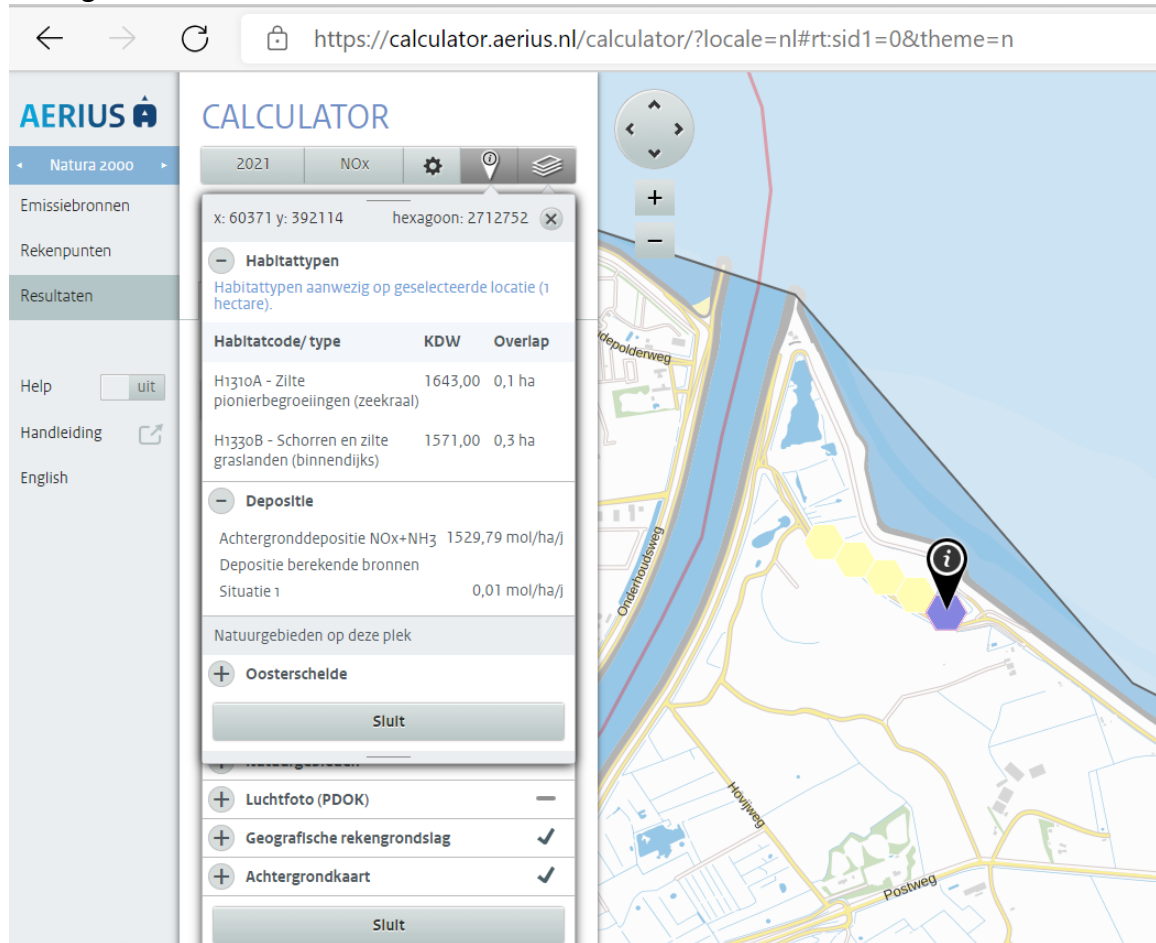 https://calculator.aerius.nl/calculator/?locale=nl#rt:sid1=0&theme=n
AERIUS
Natura 2000
Emissiebronnen
Rekenpunten
Resultaten
Help uit
Handleiding
English
CALCULATOR
2021 NOx
x: 60371 y: 392114 hexagoon: 2712752
Habitattypen
Habitattypen aanwezig op geselecteerde locatie (1
hectare).
Habitatcode/ type KDW Overlap
H1310A - Zilte 1643,00 0,1 ha
pionierbegroeiingen (zeekraal)
H1330B - Schorren en zilte 1571,00 0,3 ha
graslanden (binnendijks)
Depositie
Achtergronddepositie NOx+NH3 1529,79 mol/ha/j
Depositie berekende bronnen
Situatie 1 0,01 mol/ha/j
Natuurgebieden op deze plek
Oosterschelde
Sluit
Natuurgebieden
Luchtfoto (PDOK)
Geografische rekengrondslag
Achtergrondkaart
Sluit
Onderhoudsweg
Hovijweg
Postweg